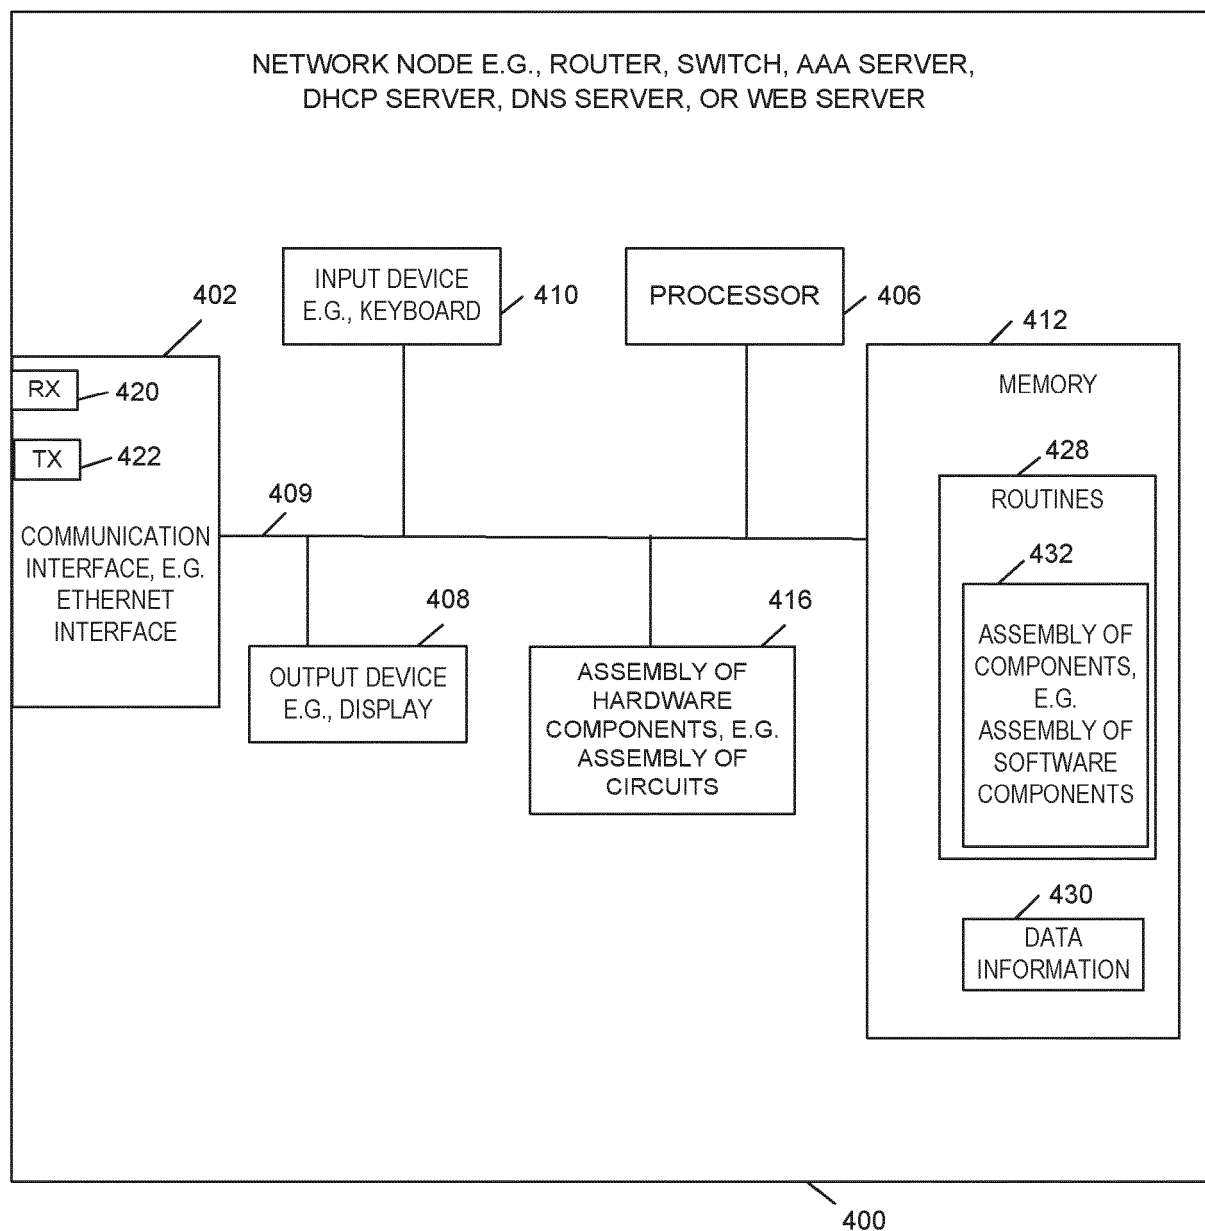 NETWORK NODE E.G., ROUTER, SWITCH, AAA SERVER,
DHCP SERVER, DNS SERVER, OR WEB SERVER
INPUT DEVICE
E.G., KEYBOARD
410
PROCESSOR
406
402
412
RX
420
TX
422
COMMUNICATION
INTERFACE, E.G.
ETHERNET
INTERFACE
409
MEMORY
428
ROUTINES
432
ASSEMBLY OF
COMPONENTS,
E.G.
ASSEMBLY OF
SOFTWARE
COMPONENTS
408
OUTPUT DEVICE
E.G., DISPLAY
416
ASSEMBLY OF
HARDWARE
COMPONENTS, E.G.
ASSEMBLY OF
CIRCUITS
430
DATA
INFORMATION
400